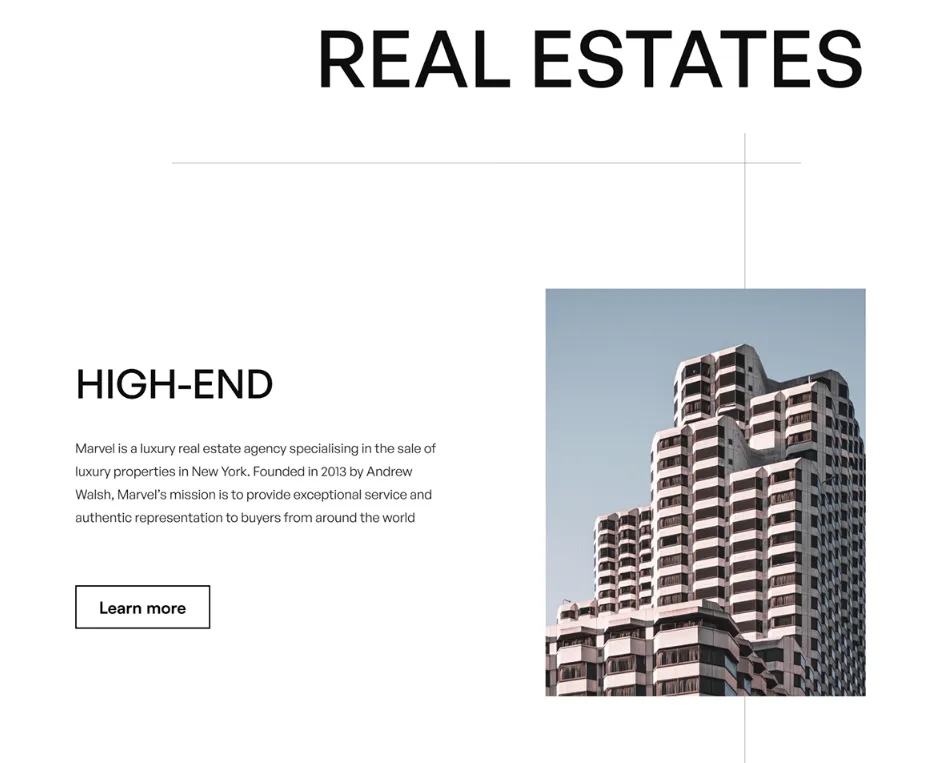 REAL ESTATES
HIGH-END
Marvel is a luxury real estate agency specialising in the sale of
luxury properties in New York. Founded in 2013 by Andrew
Walsh, Marvel’s mission is to provide exceptional service and
authentic representation to buyers from around the world
Learn more